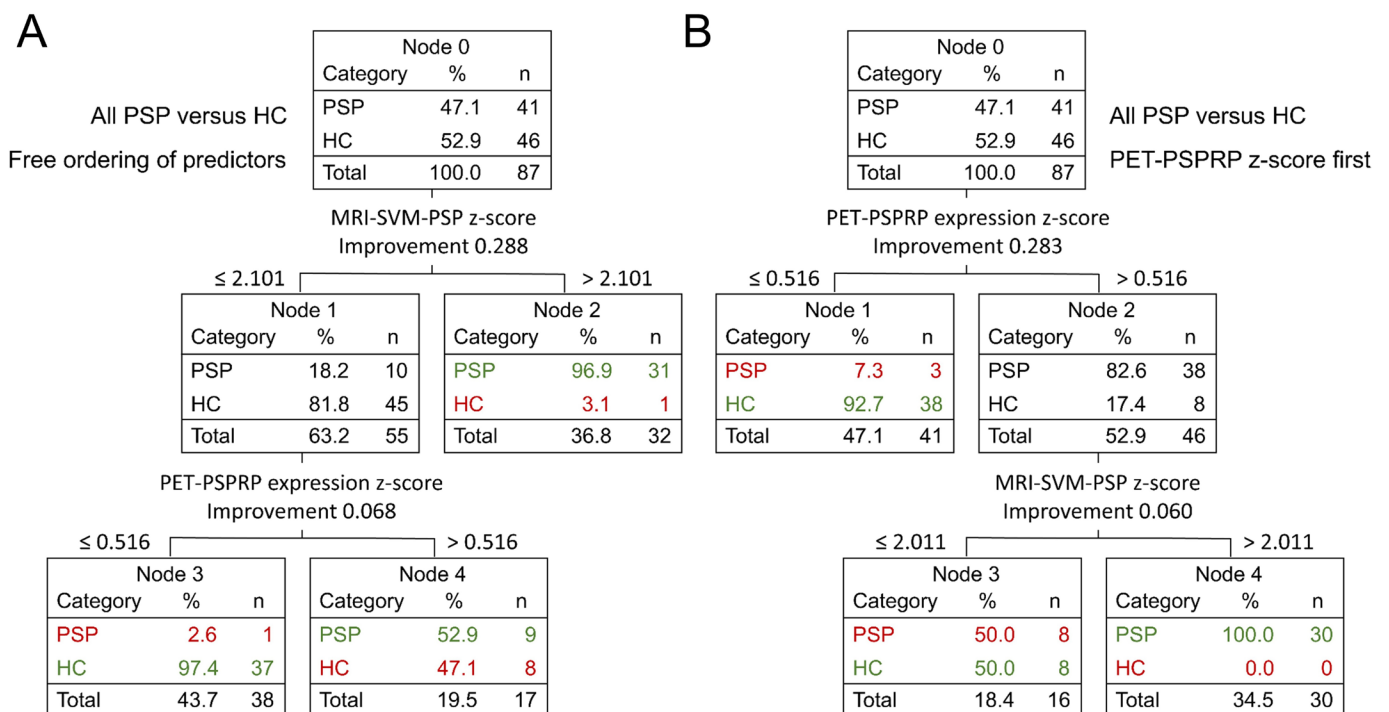 A
All PSP versus HC
Free ordering of predictors
Node 0
Category % n
PSP 47.1 41
HC 52.9 46
Total 100.0 87
MRI-SVM-PSP z-score
Improvement 0.288
≤ 2.101
> 2.101
Node 1
Category % n
PSP 18.2 10
HC 81.8 45
Total 63.2 55
Node 2
Category % n
PSP 96.9 31
HC 3.1 1
Total 36.8 32
PET-PSPRP expression z-score
Improvement 0.068
≤ 0.516
> 0.516
Node 3
Category % n
PSP 2.6 1
HC 97.4 37
Total 43.7 38
Node 4
Category % n
PSP 52.9 9
HC 47.1 8
Total 19.5 17
B
Node 0
Category % n
PSP 47.1 41
HC 52.9 46
Total 100.0 87
All PSP versus HC
PET-PSPRP z-score first
PET-PSPRP expression z-score
Improvement 0.283
≤ 0.516
> 0.516
Node 1
Category % n
PSP 7.3 3
HC 92.7 38
Total 47.1 41
Node 2
Category % n
PSP 82.6 38
HC 17.4 8
Total 52.9 46
MRI-SVM-PSP z-score
Improvement 0.060
≤ 2.011
> 2.011
Node 3
Category % n
PSP 50.0 8
HC 50.0 8
Total 18.4 16
Node 4
Category % n
PSP 100.0 30
HC 0.0 0
Total 34.5 30